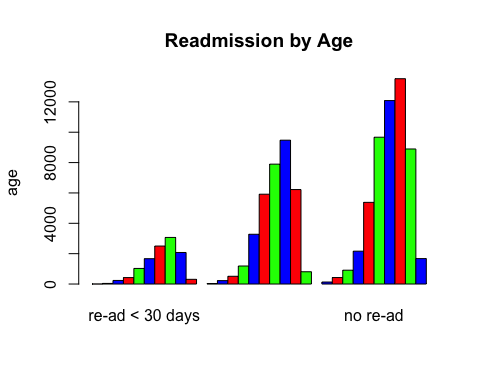 Readmission by Age
12000
8000
4000
0
age
re-ad < 30 days
no re-ad